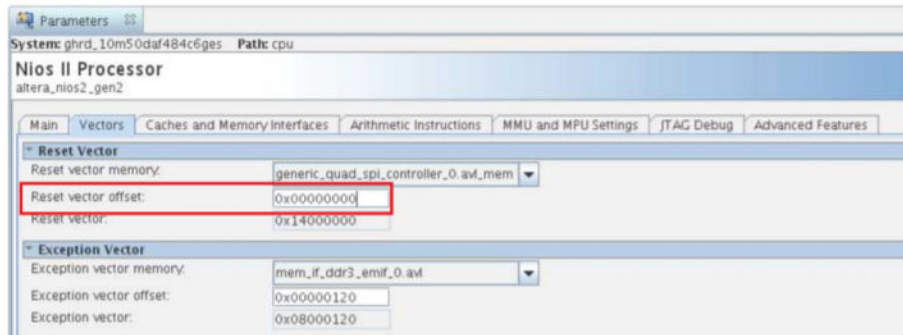 Parameters
System: ghrd_10m50daf484c6ges Path: cpu
Nios II Processor
altera_nios2_gen2
Main Vectors Caches and Memory Interfaces Arithmetic Instructions MMU and MPU Settings JTAG Debug Advanced Features
Reset Vector
Reset vector memory: generic_quad_spi_controller_0.avl_mem
Reset vector offset: 0x00000000
Reset vector: 0x14000000
Exception Vector
Exception vector memory: mem_if_ddr3_emif_0.avl
Exception vector offset: 0x00000120
Exception vector: 0x08000120